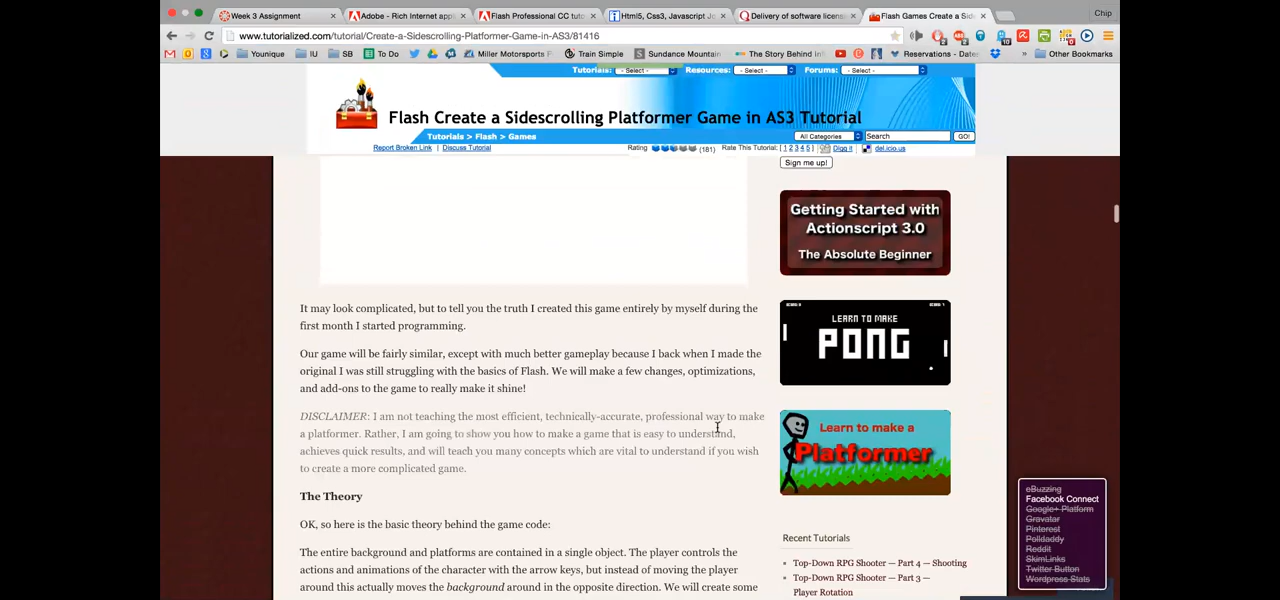 Week 3 Assignment
Adobe - Rich Internet appl
Flash Professional CC tuto
Html5, Css3, Javascript Jo
Delivery of software licens
Flash Games Create a Sid
Chip
www.tutorialized.com/tutorial/Create-a-Sidescrolling-Platformer-Game-in-AS3/81416
Younique
IU
SB
To Do
Miller Motorsports F
Train Simple
Sundance Mountain
The Story Behind
Reservations - Dates
Other Bookmarks
Tutorials: - Select -
Resources: - Select -
Forums: - Select -
Flash Create a Sidescrolling Platformer Game in AS3 Tutorial
Tutorials > Flash > Games
All Categories
Search
GO!
Report Broken Link | Discuss Tutorial
Rating (181) Rate This Tutorial: [ 1 2 3 4 5 ] Digg it del.icio.us
Sign me up!
Getting Started with
Actionscript 3.0
The Absolute Beginner
It may look complicated, but to tell you the truth I created this game entirely by myself during the
first month I started programming.
Our game will be fairly similar, except with much better gameplay because I back when I made the
original I was still struggling with the basics of Flash. We will make a few changes, optimizations,
and add-ons to the game to really make it shine!
LEARN TO MAKE
PONG
DISCLAIMER: I am not teaching the most efficient, technically-accurate, professional way to make
a platformer. Rather, I am going to show you how to make a game that is easy to understand,
achieves quick results, and will teach you many concepts which are vital to understand if you wish
to create a more complicated game.
Learn to make a
Platformer
The Theory
OK, so here is the basic theory behind the game code:
The entire background and platforms are contained in a single object. The player controls the
actions and animations of the character with the arrow keys, but instead of moving the player
around this actually moves the background around in the opposite direction. We will create some
Recent Tutorials
Top-Down RPG Shooter — Part 4 — Shooting
Top-Down RPG Shooter — Part 3 —
Player Rotation
eBuzzing
Facebook Connect
Google+ Platform
Gravatar
Pinterest
Polldaddy
Reddit
SkimLinks
Twitter Button
Wordpress Stats